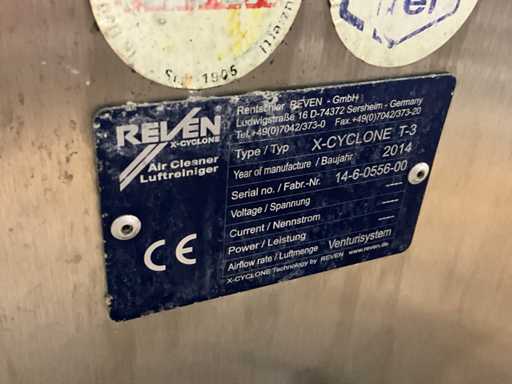 1905
REVEN
X-CYCLONE
Air Cleaner
Luftreiniger
CE
Rentschler REVEN - GmbH
Ludwigstraße 16 D-74372 Sersheim - Germany
Tel.+49(0)7042/373-0 Fax.+49(0)7042/373-20
Type / Typ X-CYCLONE T-3
Year of manufacture / Baujahr 2014
Serial no. / Fabr.-Nr. 14-6-0556-00
Voltage / Spannung —
Current / Nennstrom —
Power / Leistung —
Airflow rate / Luftmenge Venturisystem
X-CYCLONE Technology by REVEN www.reven.de